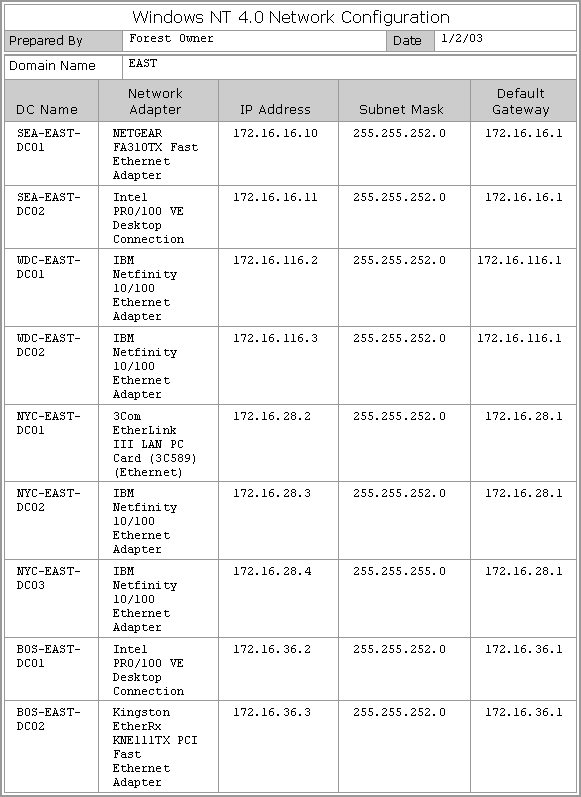 Windows NT 4.0 Network Configuration
Prepared By Forest Owner Date 1/2/03
Domain Name EAST
DC Name Network Adapter IP Address Subnet Mask Default Gateway
SEA-EAST- NETGEAR 172.16.16.10 255.255.252.0 172.16.16.1
DC01 FA310TX Fast
Ethernet
Adapter
SEA-EAST- Intel 172.16.16.11 255.255.252.0 172.16.16.1
DC02 PRO/100 VE
Desktop
Connection
WDC-EAST- IBM 172.16.116.2 255.255.252.0 172.16.116.1
DC01 Netfinity
10/100
Ethernet
Adapter
WDC-EAST- IBM 172.16.116.3 255.255.252.0 172.16.116.1
DC02 Netfinity
10/100
Ethernet
Adapter
NYC-EAST- 3Com 172.16.28.2 255.255.252.0 172.16.28.1
DC01 EtherLink
III LAN PC
Card (3C589)
(Ethernet)
NYC-EAST- IBM 172.16.28.3 255.255.252.0 172.16.28.1
DC02 Netfinity
10/100
Ethernet
Adapter
NYC-EAST- IBM 172.16.28.4 255.255.255.0 172.16.28.1
DC03 Netfinity
10/100
Ethernet
Adapter
BOS-EAST- Intel 172.16.36.2 255.255.252.0 172.16.36.1
DC01 PRO/100 VE
Desktop
Connection
BOS-EAST- Kingston 172.16.36.3 255.255.252.0 172.16.36.1
DC02 EtherRx
KNE111TX PCI
Fast
Ethernet
Adapter